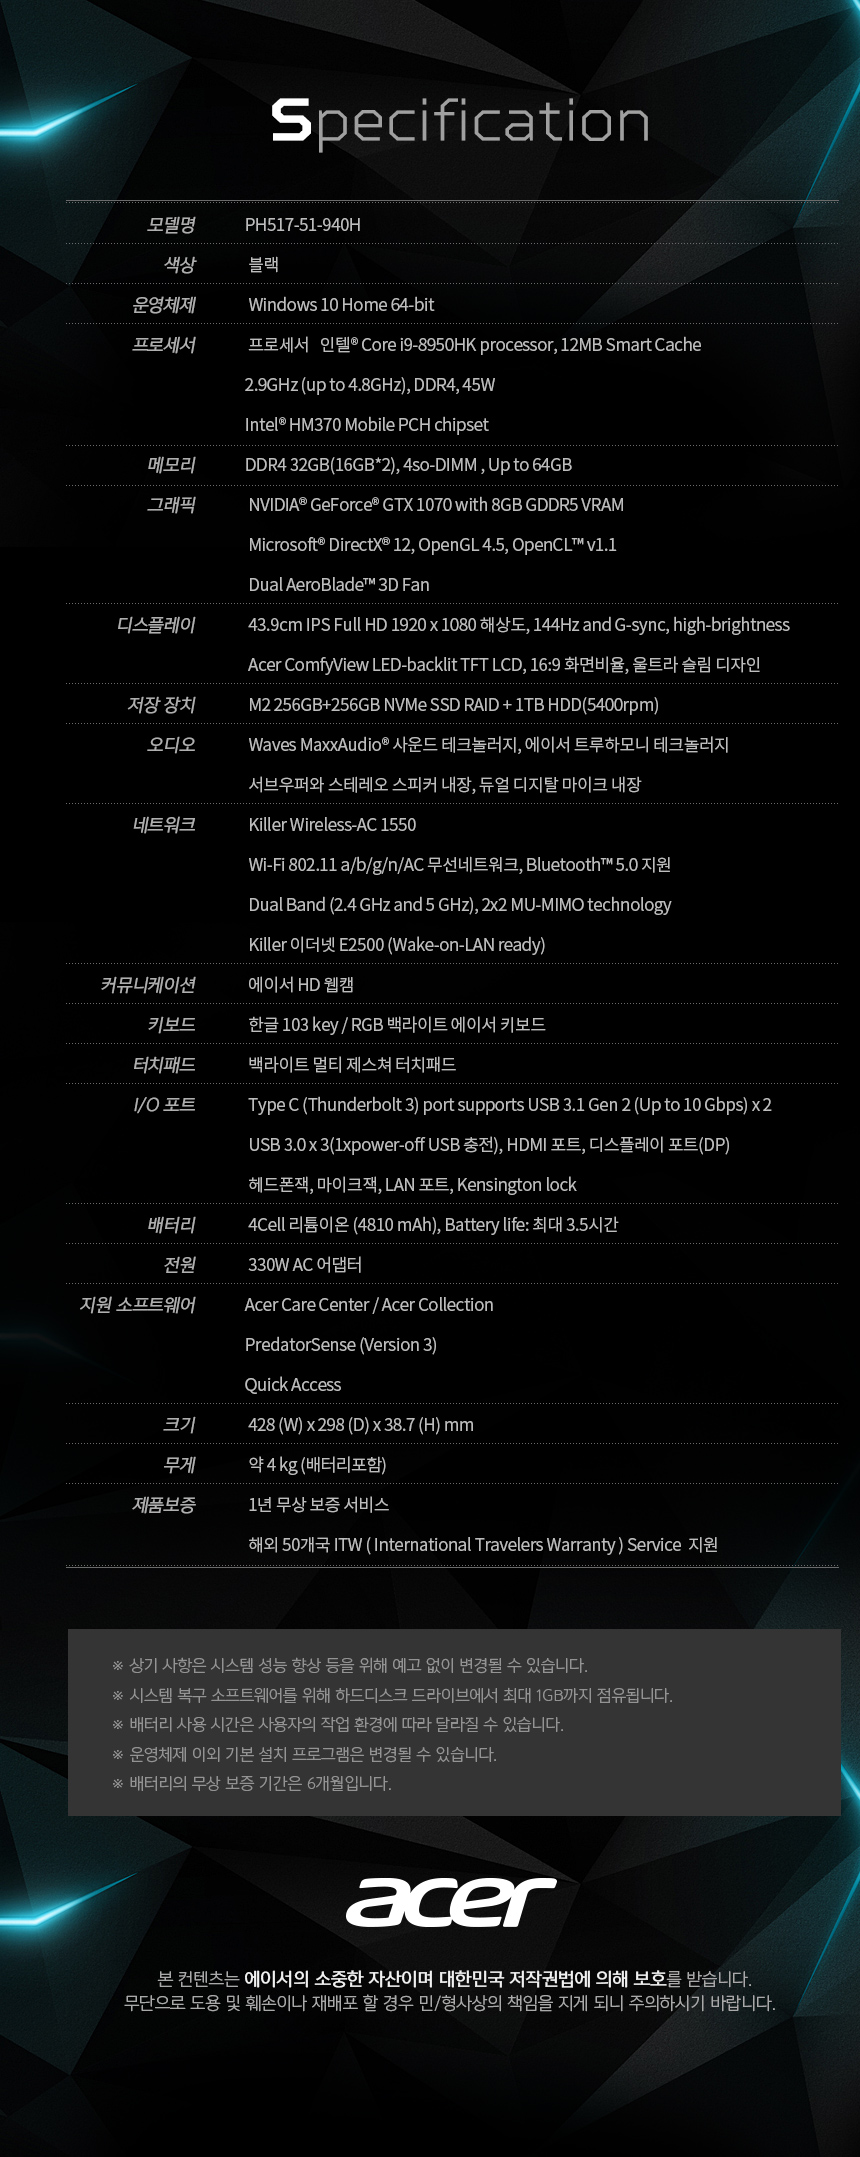 Specification
모델명 PH517-51-940H
색상 블랙
운영체제 Windows 10 Home 64-bit
프로세서 프로세서 인텔® Core i9-8950HK processor, 12MB Smart Cache
2.9GHz (up to 4.8GHz), DDR4, 45W
Intel® HM370 Mobile PCH chipset
메모리 DDR4 32GB(16GB*2), 4so-DIMM , Up to 64GB
그래픽 NVIDIA® GeForce® GTX 1070 with 8GB GDDR5 VRAM
Microsoft® DirectX® 12, OpenGL 4.5, OpenCL™ v1.1
Dual AeroBlade™ 3D Fan
디스플레이 43.9cm IPS Full HD 1920 x 1080 해상도, 144Hz and G-sync, high-brightness
Acer ComfyView LED-backlit TFT LCD, 16:9 화면비율, 울트라 슬림 디자인
저장 장치 M2 256GB+256GB NVMe SSD RAID + 1TB HDD(5400rpm)
오디오 Waves MaxxAudio® 사운드 테크놀러지, 에이서 트루하모니 테크놀러지
서브우퍼와 스테레오 스피커 내장, 듀얼 디지탈 마이크 내장
네트워크 Killer Wireless-AC 1550
Wi-Fi 802.11 a/b/g/n/AC 무선네트워크, Bluetooth™ 5.0 지원
Dual Band (2.4 GHz and 5 GHz), 2x2 MU-MIMO technology
Killer 이더넷 E2500 (Wake-on-LAN ready)
커뮤니케이션 에이서 HD 웹캠
키보드 한글 103 key / RGB 백라이트 에이서 키보드
터치패드 백라이트 멀티 제스쳐 터치패드
I/O 포트 Type C (Thunderbolt 3) port supports USB 3.1 Gen 2 (Up to 10 Gbps) x 2
USB 3.0 x 3(1xpower-off USB 충전), HDMI 포트, 디스플레이 포트(DP)
헤드폰잭, 마이크잭, LAN 포트, Kensington lock
배터리 4Cell 리튬이온 (4810 mAh), Battery life: 최대 3.5시간
전원 330W AC 어댑터
지원 소프트웨어 Acer Care Center / Acer Collection
PredatorSense (Version 3)
Quick Access
크기 428 (W) x 298 (D) x 38.7 (H) mm
무게 약 4 kg (배터리포함)
제품보증 1년 무상 보증 서비스
해외 50개국 ITW ( International Travelers Warranty ) Service 지원
※ 상기 사항은 시스템 성능 향상 등을 위해 예고 없이 변경될 수 있습니다.
※ 시스템 복구 소프트웨어를 위해 하드디스크 드라이브에서 최대 1GB까지 점유됩니다.
※ 배터리 사용 시간은 사용자의 작업 환경에 따라 달라질 수 있습니다.
※ 운영체제 이외 기본 설치 프로그램은 변경될 수 있습니다.
※ 배터리의 무상 보증 기간은 6개월입니다.
acer
본 컨텐츠는 에이서의 소중한 자산이며 대한민국 저작권법에 의해 보호를 받습니다.
무단으로 도용 및 훼손이나 재배포 할 경우 민/형사상의 책임을 지게 되니 주의하시기 바랍니다.